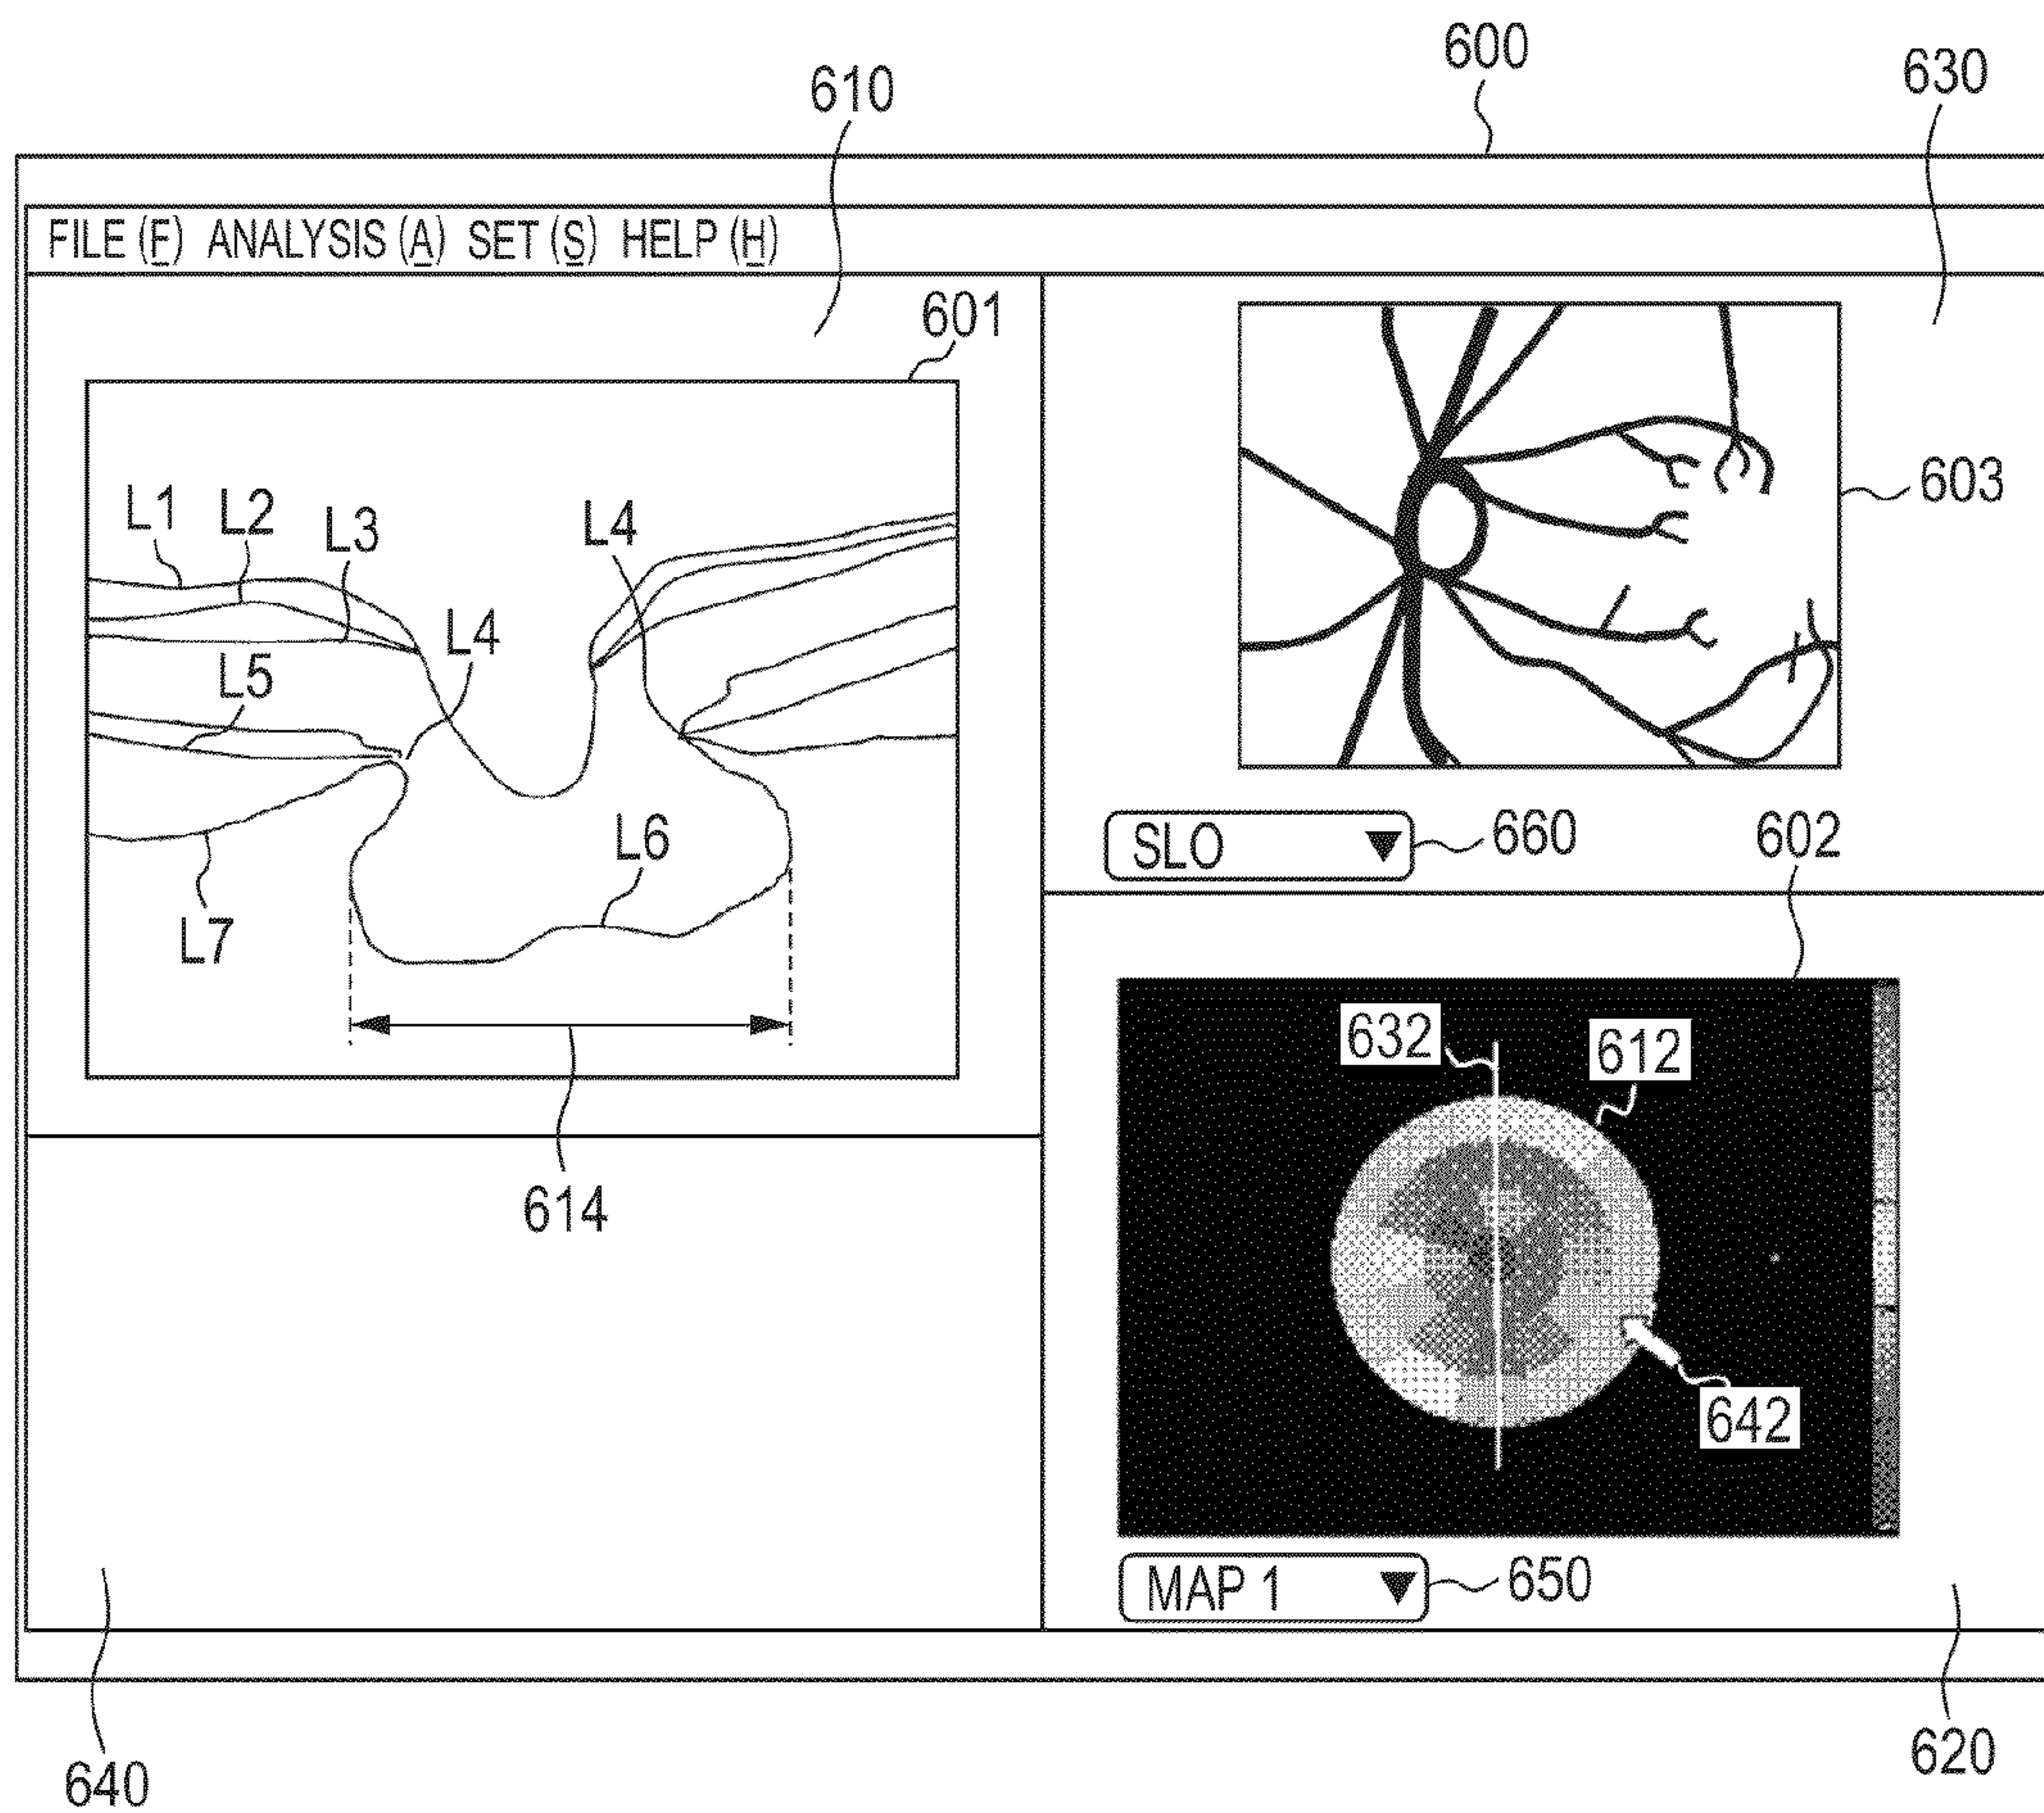 600
630
610
FILE (F) ANALYSIS (A) SET (S) HELP (H)
601
L1
L2
L3
L4
L4
L5
L6
L7
614
603
SLO
660
602
632
612
642
MAP 1
650
640
620